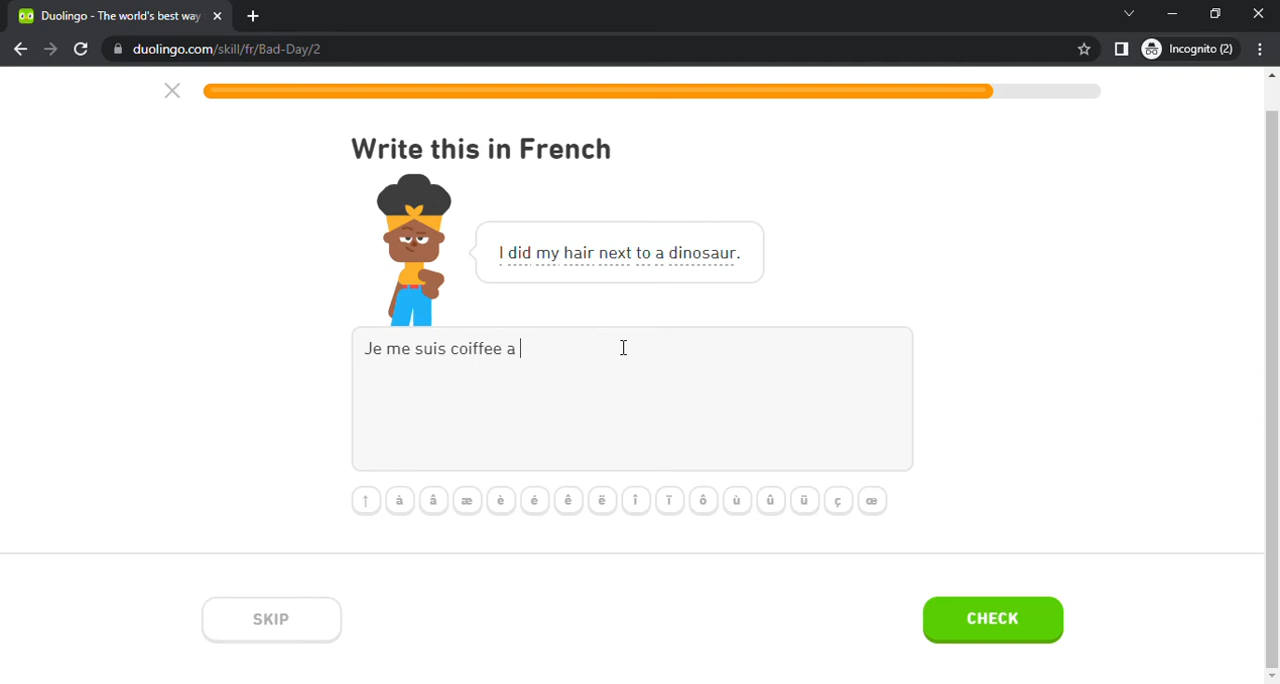 Duolingo - The world's best way
Incognito (2)
duolingo.com/skill/fr/Bad-Day/2
Write this in French
I did my hair next to a dinosaur.
Je me suis coiffee a
↑ à â æ è é ê ë î ï ô ù û ü ç œ
SKIP
CHECK